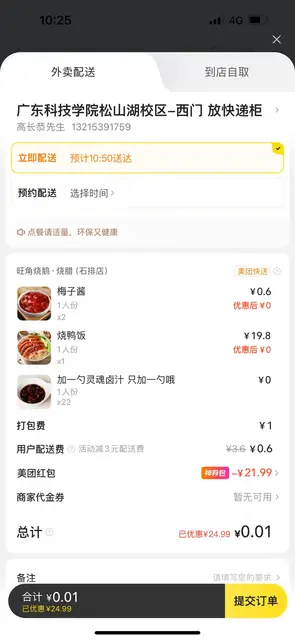 10:25
4G
外卖配送
到店自取
广东科技学院松山湖校区-西门 放快递柜
高长恭先生 13215391759
立即配送 预计10:50送达
预约配送 选择时间
点餐请适量，环保又健康
旺角烧鹅·烧腊 (石排店) 美团快送
梅子酱 ¥0.6
1人份 优惠后 ¥0
x2
烧鸭饭 ¥19.8
1人份 优惠后 ¥0
x1
加一勺灵魂卤汁 只加一勺哦 ¥0
1人份
x22
打包费 ¥1
用户配送费 活动减3元配送费 ¥3.6 ¥0.6
美团红包 神券包 -¥21.99
商家代金券 暂无可用
总计 已优惠¥24.99 ¥0.01
备注 请填写您的要求
合计 ¥0.01
已优惠¥24.99
提交订单